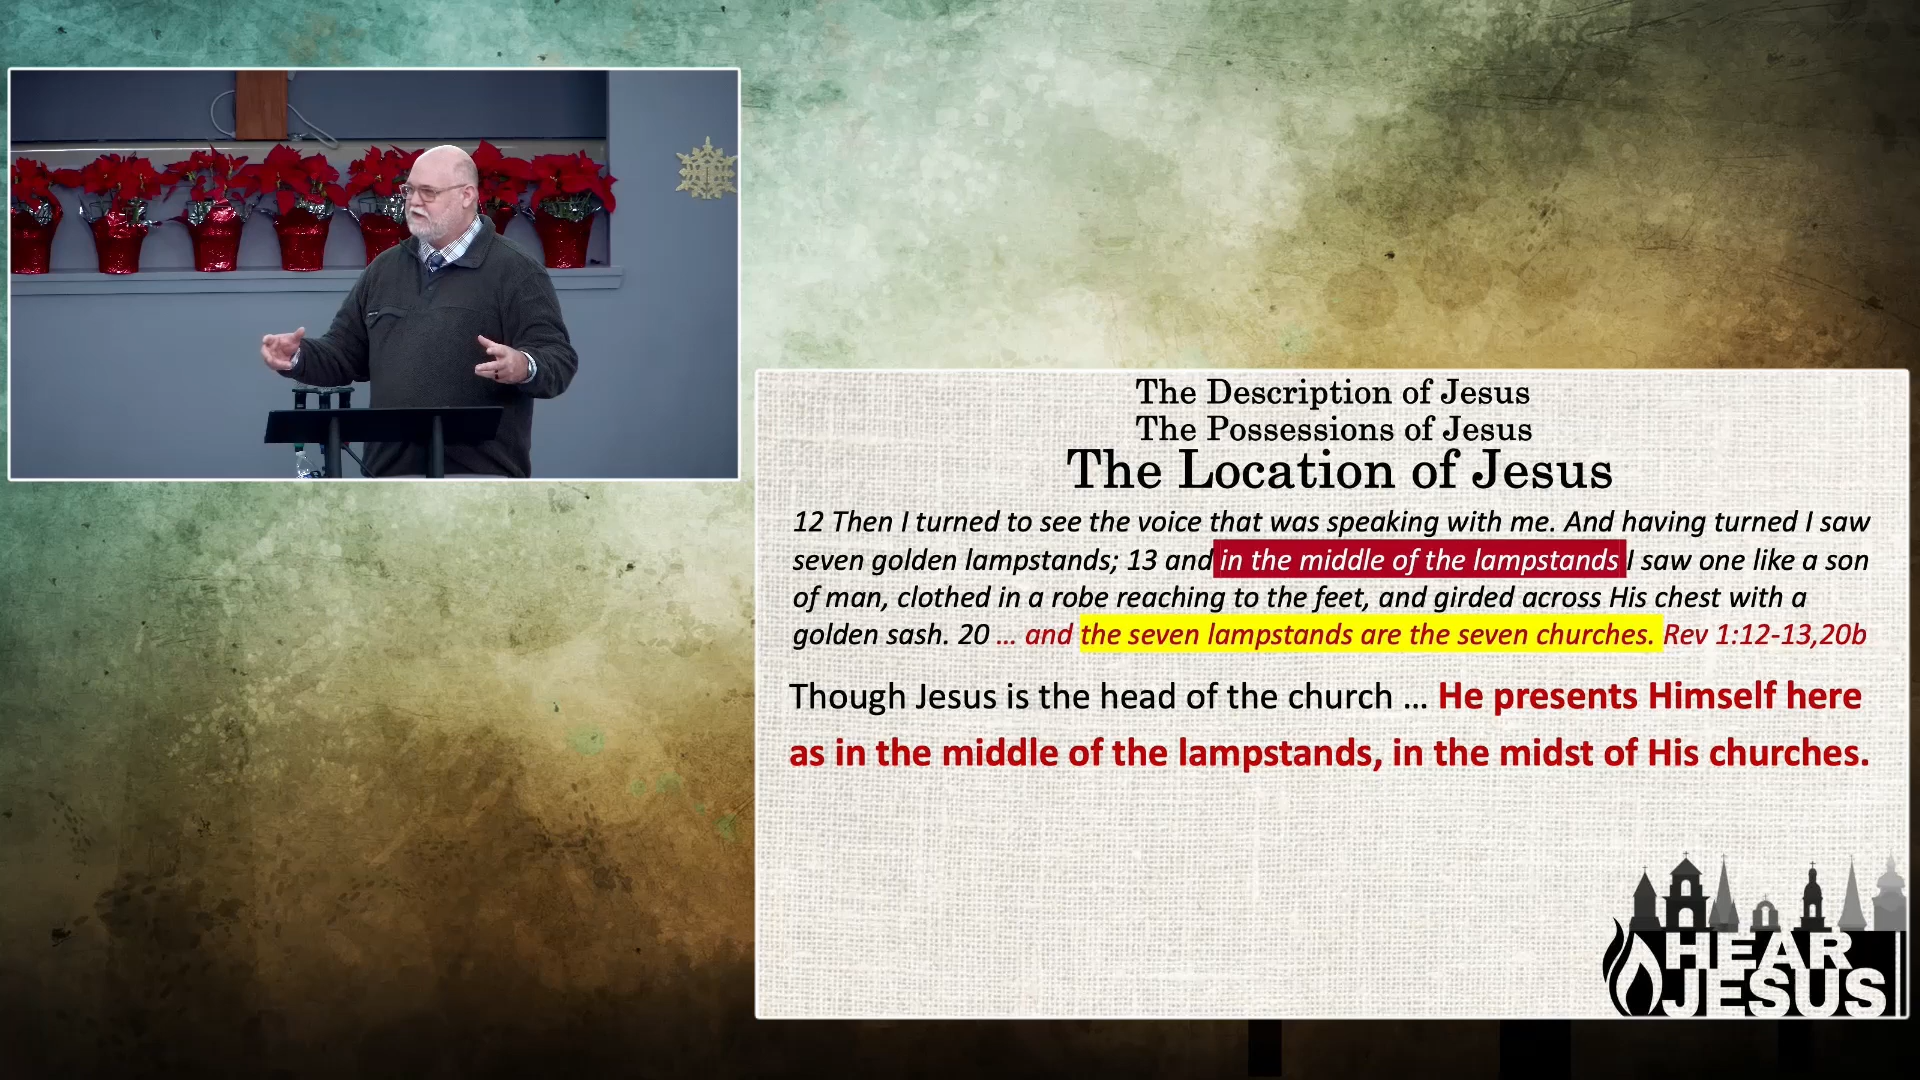 The Description of Jesus
The Possessions of Jesus
The Location of Jesus
12 Then I turned to see the voice that was speaking with me. And having turned I saw
seven golden lampstands; 13 and in the middle of the lampstands I saw one like a son
of man, clothed in a robe reaching to the feet, and girded across His chest with a
golden sash. 20 … and the seven lampstands are the seven churches. Rev 1:12-13,20b
Though Jesus is the head of the church … He presents Himself here
as in the middle of the lampstands, in the midst of His churches.
HEAR
JESUS